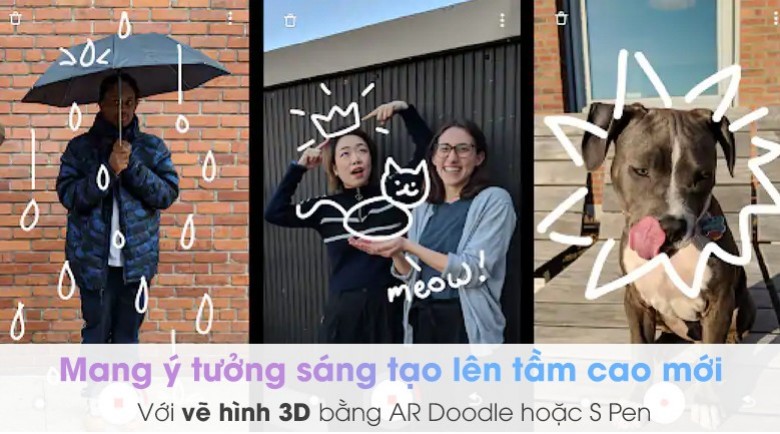 meow!
Mang ý tưởng sáng tạo lên tầm cao mới
Với vẽ hình 3D bằng AR Doodle hoặc S Pen